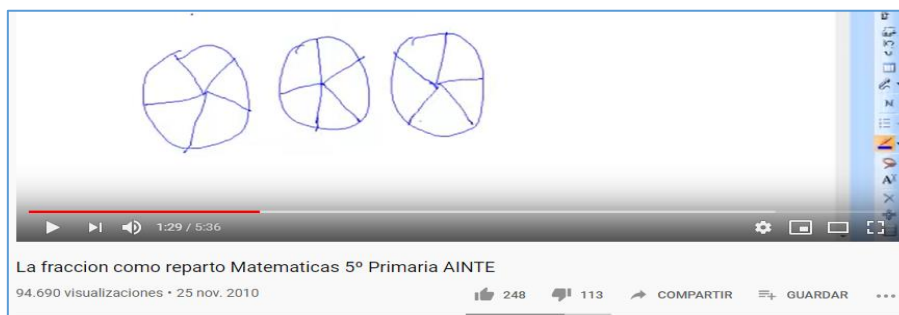 1:29 / 5:36
La fraccion como reparto Matematicas 5º Primaria AINTE
94.690 visualizaciones • 25 nov. 2010
248 113 COMPARTIR GUARDAR